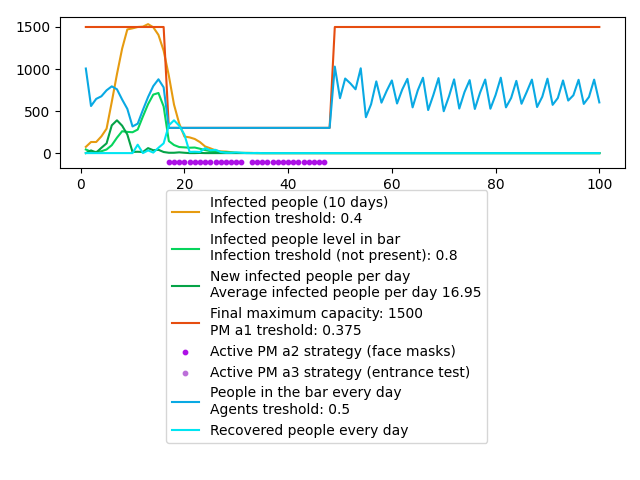 1500
1000
500
0
0 20 40 60 80 100
Infected people (10 days)
Infection treshold: 0.4
Infected people level in bar
Infection treshold (not present): 0.8
New infected people per day
Average infected people per day 16.95
Final maximum capacity: 1500
PM a1 treshold: 0.375
Active PM a2 strategy (face masks)
Active PM a3 strategy (entrance test)
People in the bar every day
Agents treshold: 0.5
Recovered people every day